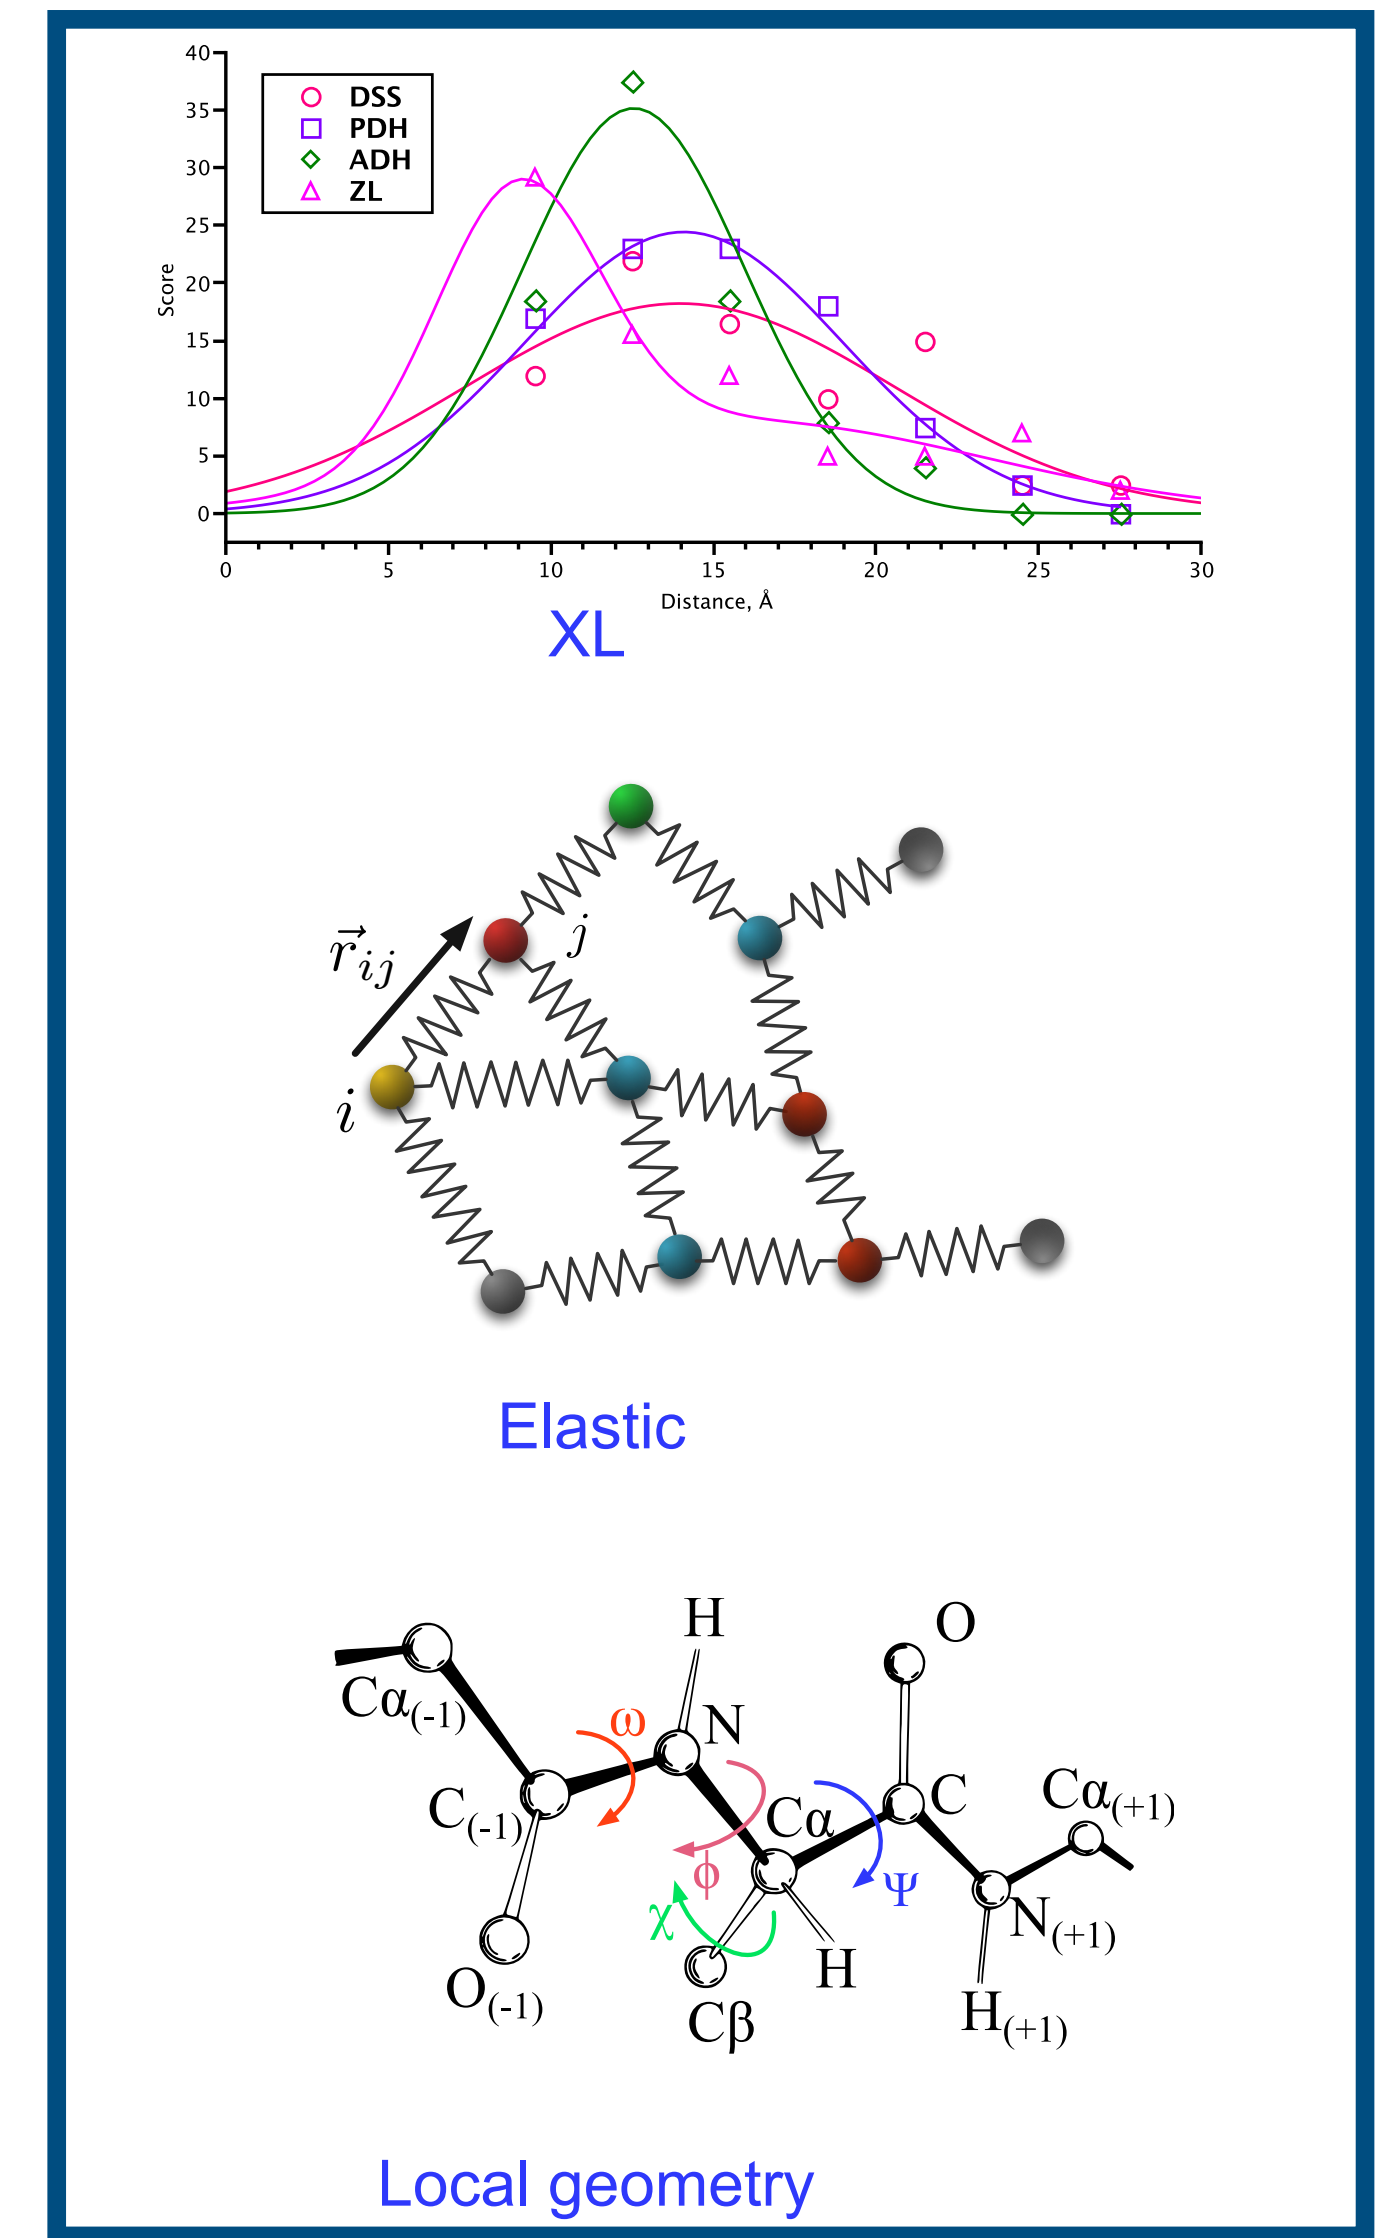 40
35
30
25
20
15
10
5
0
Score
DSS
PDH
ADH
ZL
0 5 10 15 20 25 30
Distance, Å
XL
r⃗ij
j
i
Elastic
H
O
Cα(-1)
ω
N
C(-1)
Cα
C
Cα(+1)
ϕ
Ψ
χ
N(+1)
O(-1)
H
Cβ
H(+1)
Local geometry